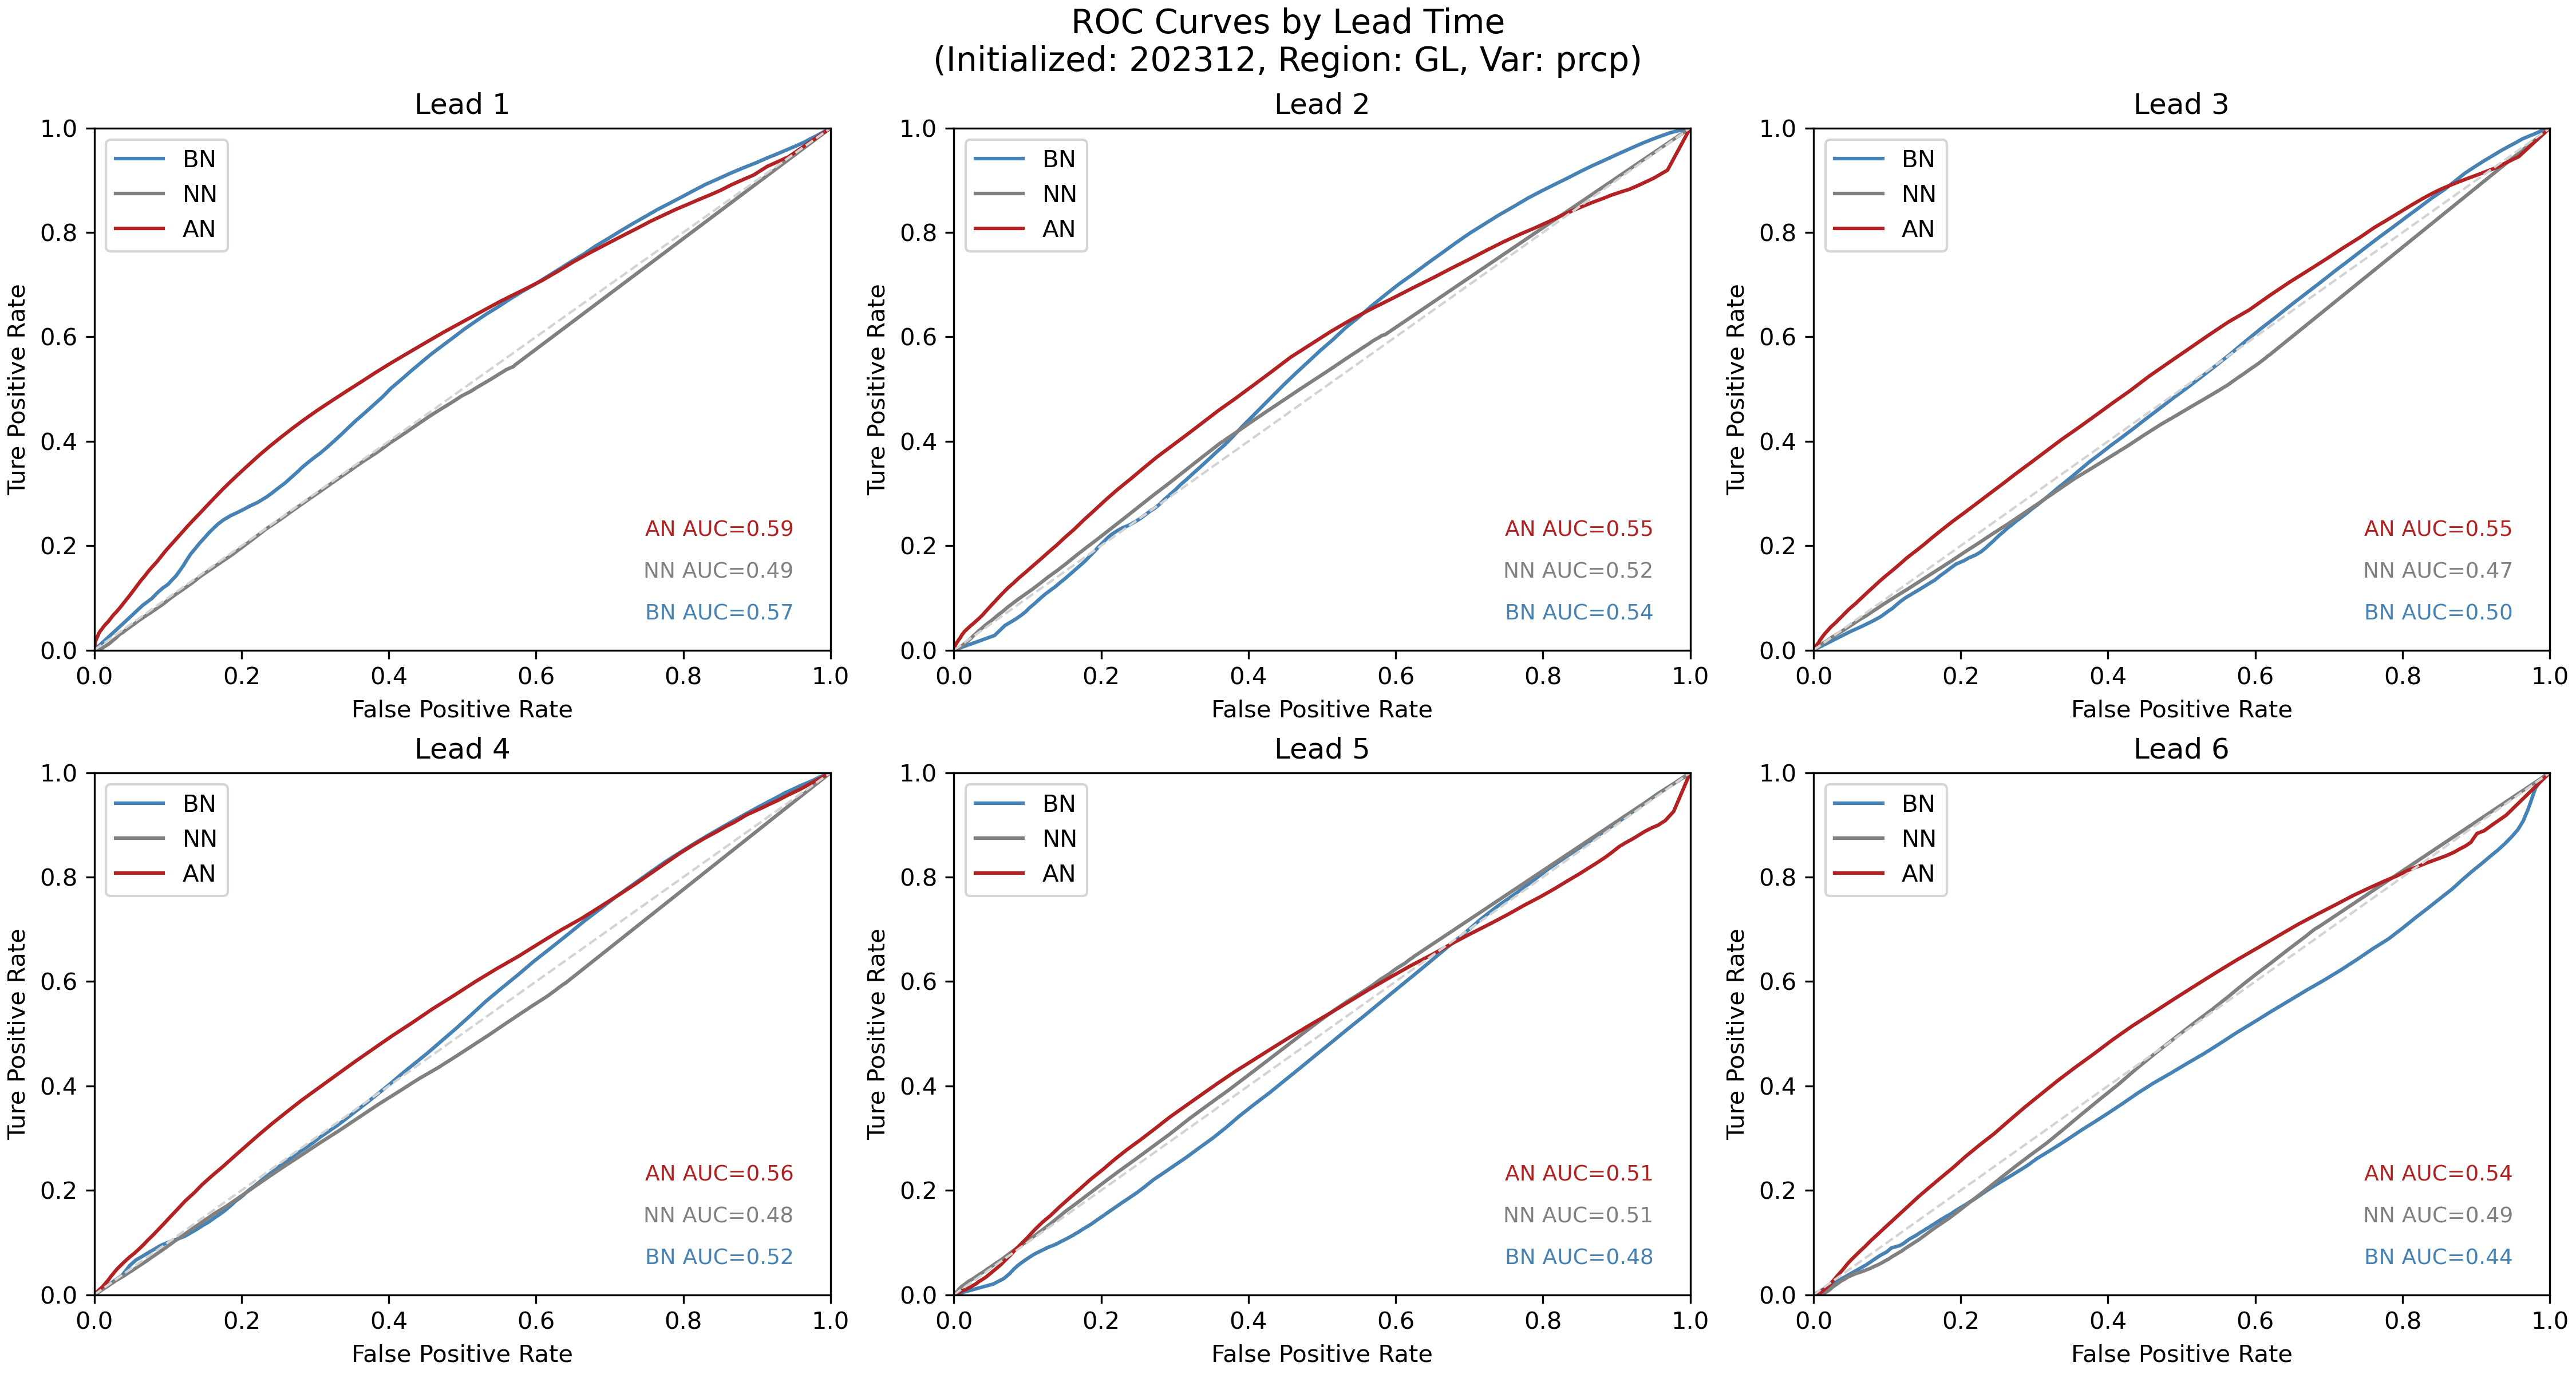 ROC Curves by Lead Time
(Initialized: 202312, Region: GL, Var: prcp)
Lead 1
1.0
0.8
0.6
0.4
0.2
0.0
Ture Positive Rate
BN
NN
AN
AN AUC=0.59
NN AUC=0.49
BN AUC=0.57
0.0 0.2 0.4 0.6 0.8 1.0
False Positive Rate
Lead 2
1.0
0.8
0.6
0.4
0.2
0.0
Ture Positive Rate
BN
NN
AN
AN AUC=0.55
NN AUC=0.52
BN AUC=0.54
0.0 0.2 0.4 0.6 0.8 1.0
False Positive Rate
Lead 3
1.0
0.8
0.6
0.4
0.2
0.0
Ture Positive Rate
BN
NN
AN
AN AUC=0.55
NN AUC=0.47
BN AUC=0.50
0.0 0.2 0.4 0.6 0.8 1.0
False Positive Rate
Lead 4
1.0
0.8
0.6
0.4
0.2
0.0
Ture Positive Rate
BN
NN
AN
AN AUC=0.56
NN AUC=0.48
BN AUC=0.52
0.0 0.2 0.4 0.6 0.8 1.0
False Positive Rate
Lead 5
1.0
0.8
0.6
0.4
0.2
0.0
Ture Positive Rate
BN
NN
AN
AN AUC=0.51
NN AUC=0.51
BN AUC=0.48
0.0 0.2 0.4 0.6 0.8 1.0
False Positive Rate
Lead 6
1.0
0.8
0.6
0.4
0.2
0.0
Ture Positive Rate
BN
NN
AN
AN AUC=0.54
NN AUC=0.49
BN AUC=0.44
0.0 0.2 0.4 0.6 0.8 1.0
False Positive Rate